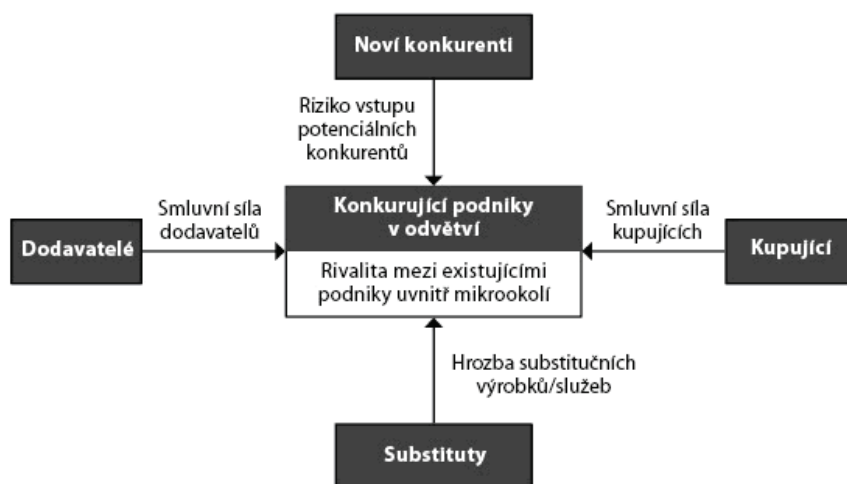 Noví konkurenti
Riziko vstupu
potenciálních
konkurentů
Smluvní síla
dodavatelů
Konkurující podniky
v odvětví
Smluvní síla
kupujících
Dodavatelé
Kupující
Rivalita mezi existujícími
podniky uvnitř mikrookolí
Hrozba substitučních
výrobků/služeb
Substituty